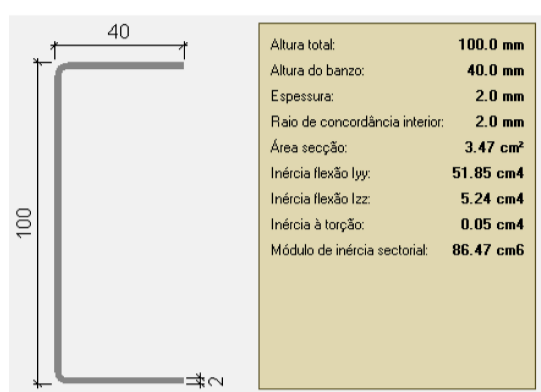 40
100
2
Altura total: 100.0 mm
Altura do banzo: 40.0 mm
Espessura: 2.0 mm
Raio de concordância interior: 2.0 mm
Área secção: 3.47 cm²
Inércia flexão Iyy: 51.85 cm4
Inércia flexão Izz: 5.24 cm4
Inércia à torção: 0.05 cm4
Módulo de inércia sectorial: 86.47 cm6